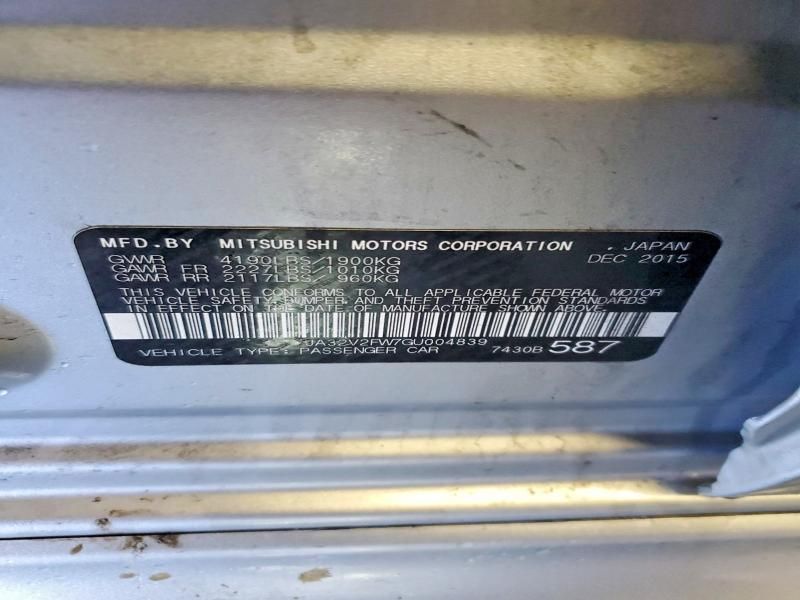 MFD.BY MITSUBISHI MOTORS CORPORATION , JAPAN
GVWR 4190LBS/1900KG DEC 2015
GAWR FR 2227LBS/1010KG
GAWR RR 2117LBS/ 960KG
THIS VEHICLE CONFORMS TO ALL APPLICABLE FEDERAL MOTOR
VEHICLE SAFETY,BUMPER AND THEFT PREVENTION STANDARDS
IN EFFECT ON THE DATE OF MANUFACTURE SHOWN ABOVE.
JA32V2FW7GU004839
VEHICLE TYPE: PASSENGER CAR 7430B 587